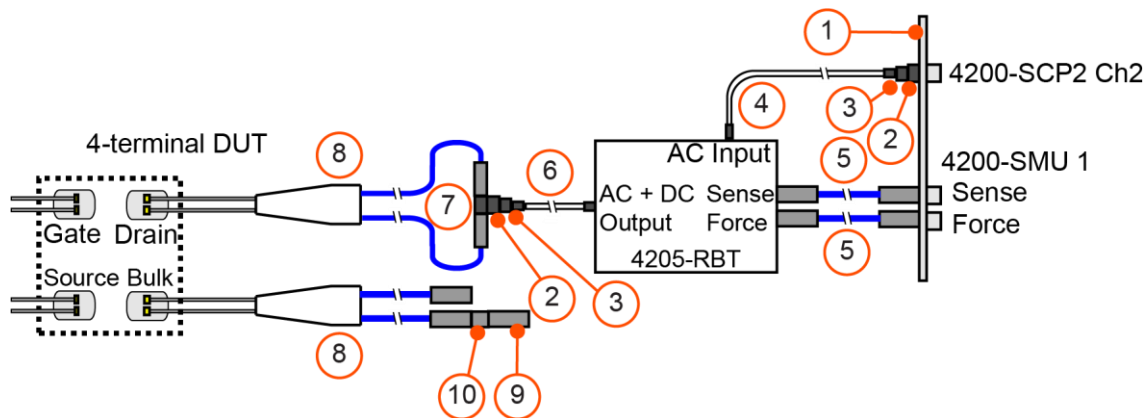 1
4200-SCP2 Ch2
4
3
2
4-terminal DUT
8
AC Input
5
4200-SMU 1
6
7
AC + DC Sense
Sense
Output Force
Force
Gate Drain
4205-RBT
5
2
3
Source Bulk
8
10
9